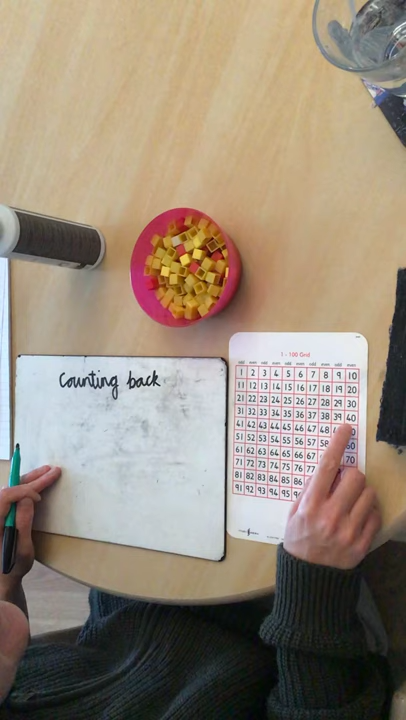 Counting back
1 - 100 Grid
odd even odd even odd even odd even odd even
1 2 3 4 5 6 7 8 9 10
11 12 13 14 15 16 17 18 19 20
21 22 23 24 25 26 27 28 29 30
31 32 33 34 35 36 37 38 39 40
41 42 43 44 45 46 47 48
51 52 53 54 55 56 57 58 60
61 62 63 64 65 66 67 70
71 72 73 74 75 76
81 82 83 84 85 86
91 92 93 94 95